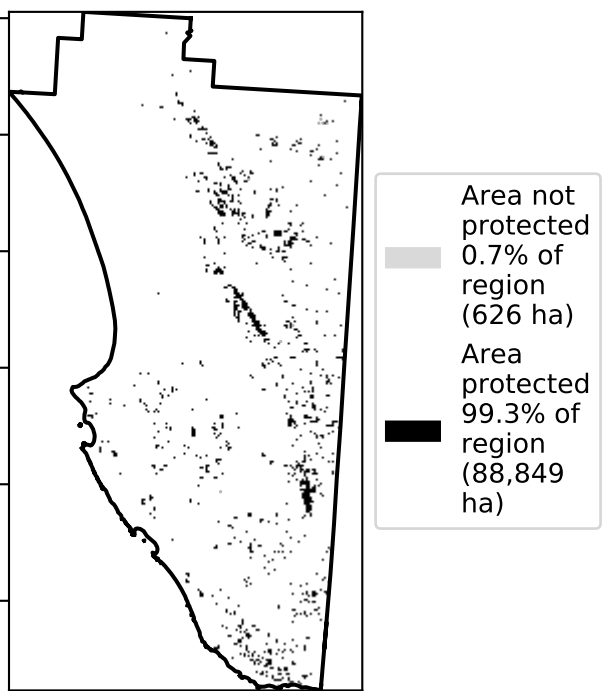 Area not
protected
0.7% of
region
(626 ha)
Area
protected
99.3% of
region
(88,849
ha)